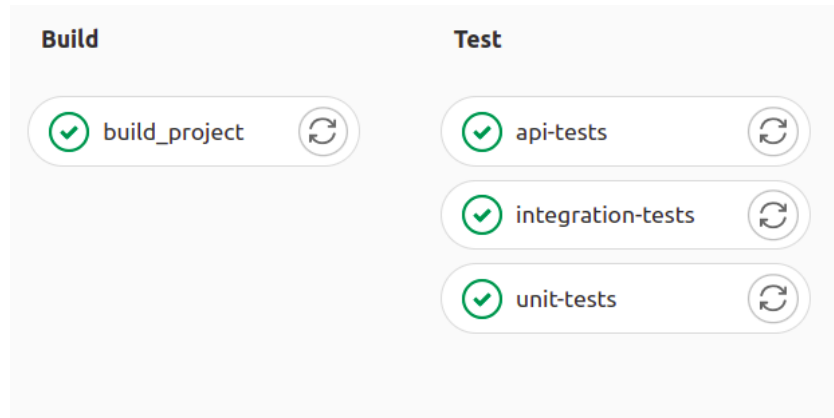 Build
build_project
Test
api-tests
integration-tests
unit-tests